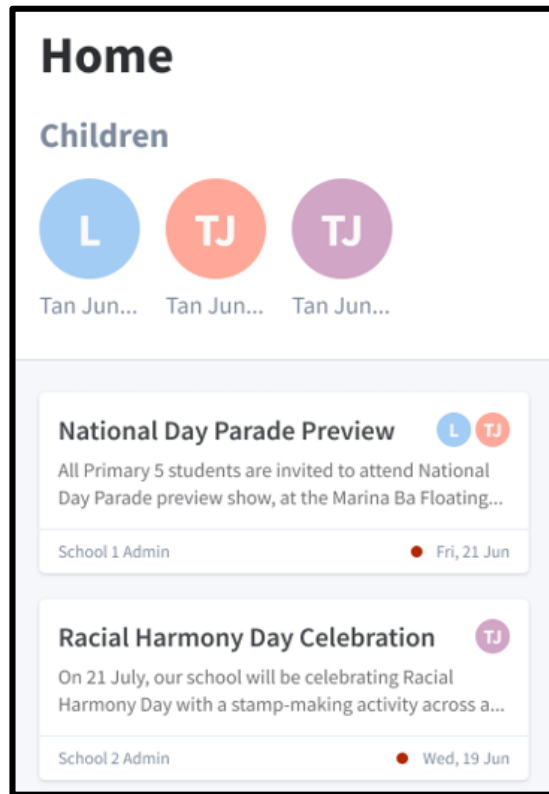 Home
Children
L TJ TJ
Tan Jun... Tan Jun... Tan Jun...
National Day Parade Preview L TJ
All Primary 5 students are invited to attend National
Day Parade preview show, at the Marina Ba Floating...
School 1 Admin Fri, 21 Jun
Racial Harmony Day Celebration TJ
On 21 July, our school will be celebrating Racial
Harmony Day with a stamp-making activity across a...
School 2 Admin Wed, 19 Jun